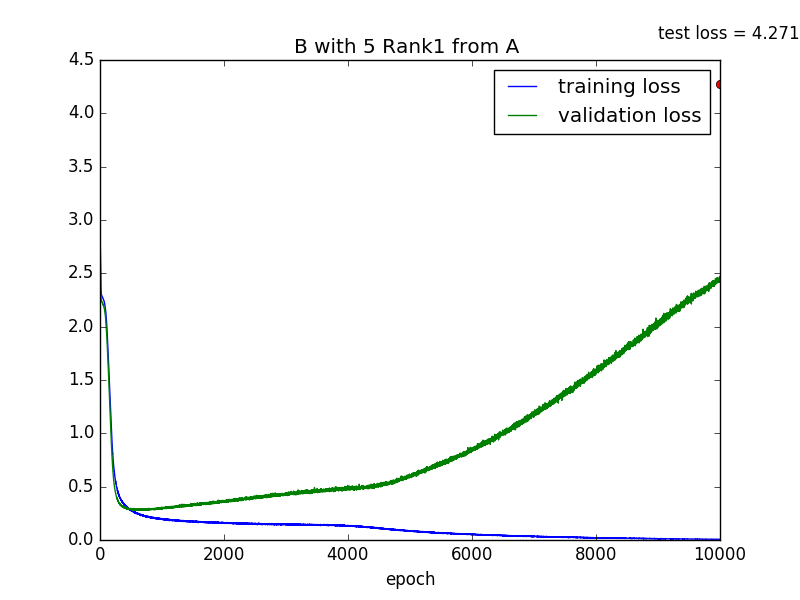 test loss = 4.271
B with 5 Rank1 from A
4.5
4.0
3.5
3.0
2.5
2.0
1.5
1.0
0.5
0.0
training loss
validation loss
0 2000 4000 6000 8000 10000
epoch